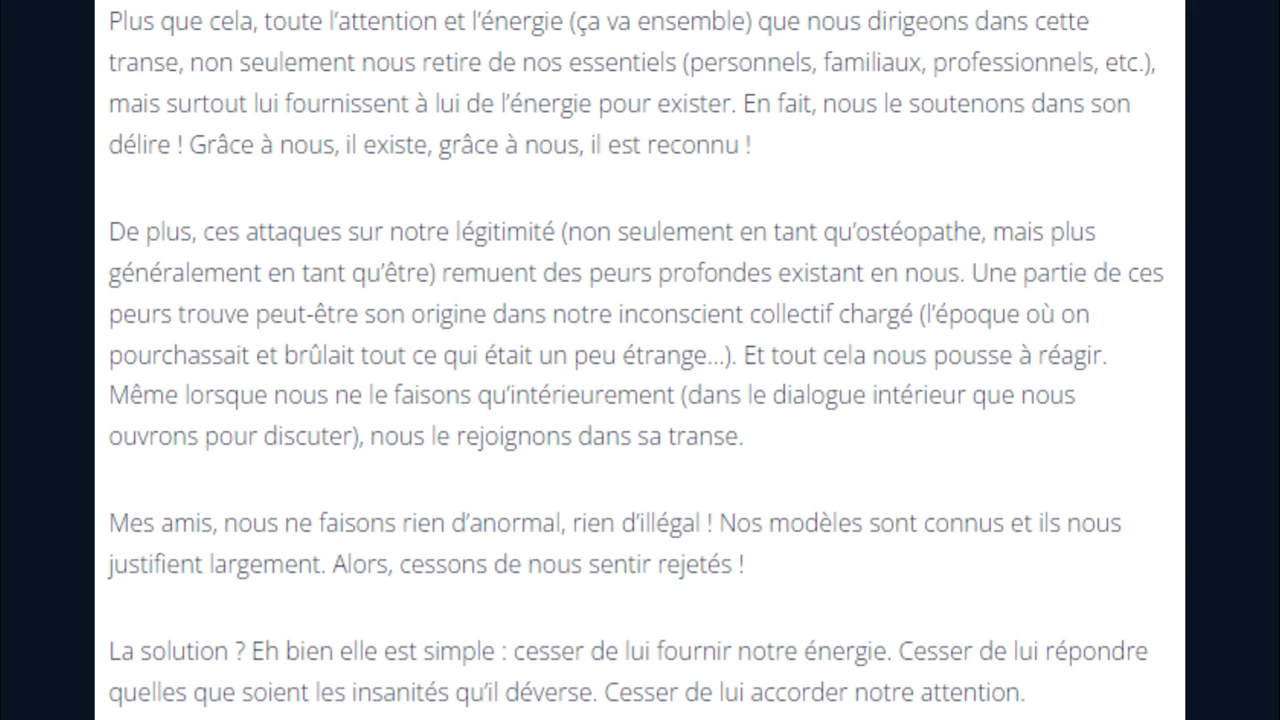 Plus que cela, toute l’attention et l’énergie (ça va ensemble) que nous dirigeons dans cette
transe, non seulement nous retire de nos essentiels (personnels, familiaux, professionnels, etc.),
mais surtout lui fournissent à lui de l’énergie pour exister. En fait, nous le soutenons dans son
délire ! Grâce à nous, il existe, grâce à nous, il est reconnu !
De plus, ces attaques sur notre légitimité (non seulement en tant qu’ostéopathe, mais plus
généralement en tant qu’être) remuent des peurs profondes existant en nous. Une partie de ces
peurs trouve peut-être son origine dans notre inconscient collectif chargé (l’époque où on
pourchassait et brûlait tout ce qui était un peu étrange…). Et tout cela nous pousse à réagir.
Même lorsque nous ne le faisons qu’intérieurement (dans le dialogue intérieur que nous
ouvrons pour discuter), nous le rejoignons dans sa transe.
Mes amis, nous ne faisons rien d’anormal, rien d’illégal ! Nos modèles sont connus et ils nous
justifient largement. Alors, cessons de nous sentir rejetés !
La solution ? Eh bien elle est simple : cesser de lui fournir notre énergie. Cesser de lui répondre
quelles que soient les insanités qu’il déverse. Cesser de lui accorder notre attention.